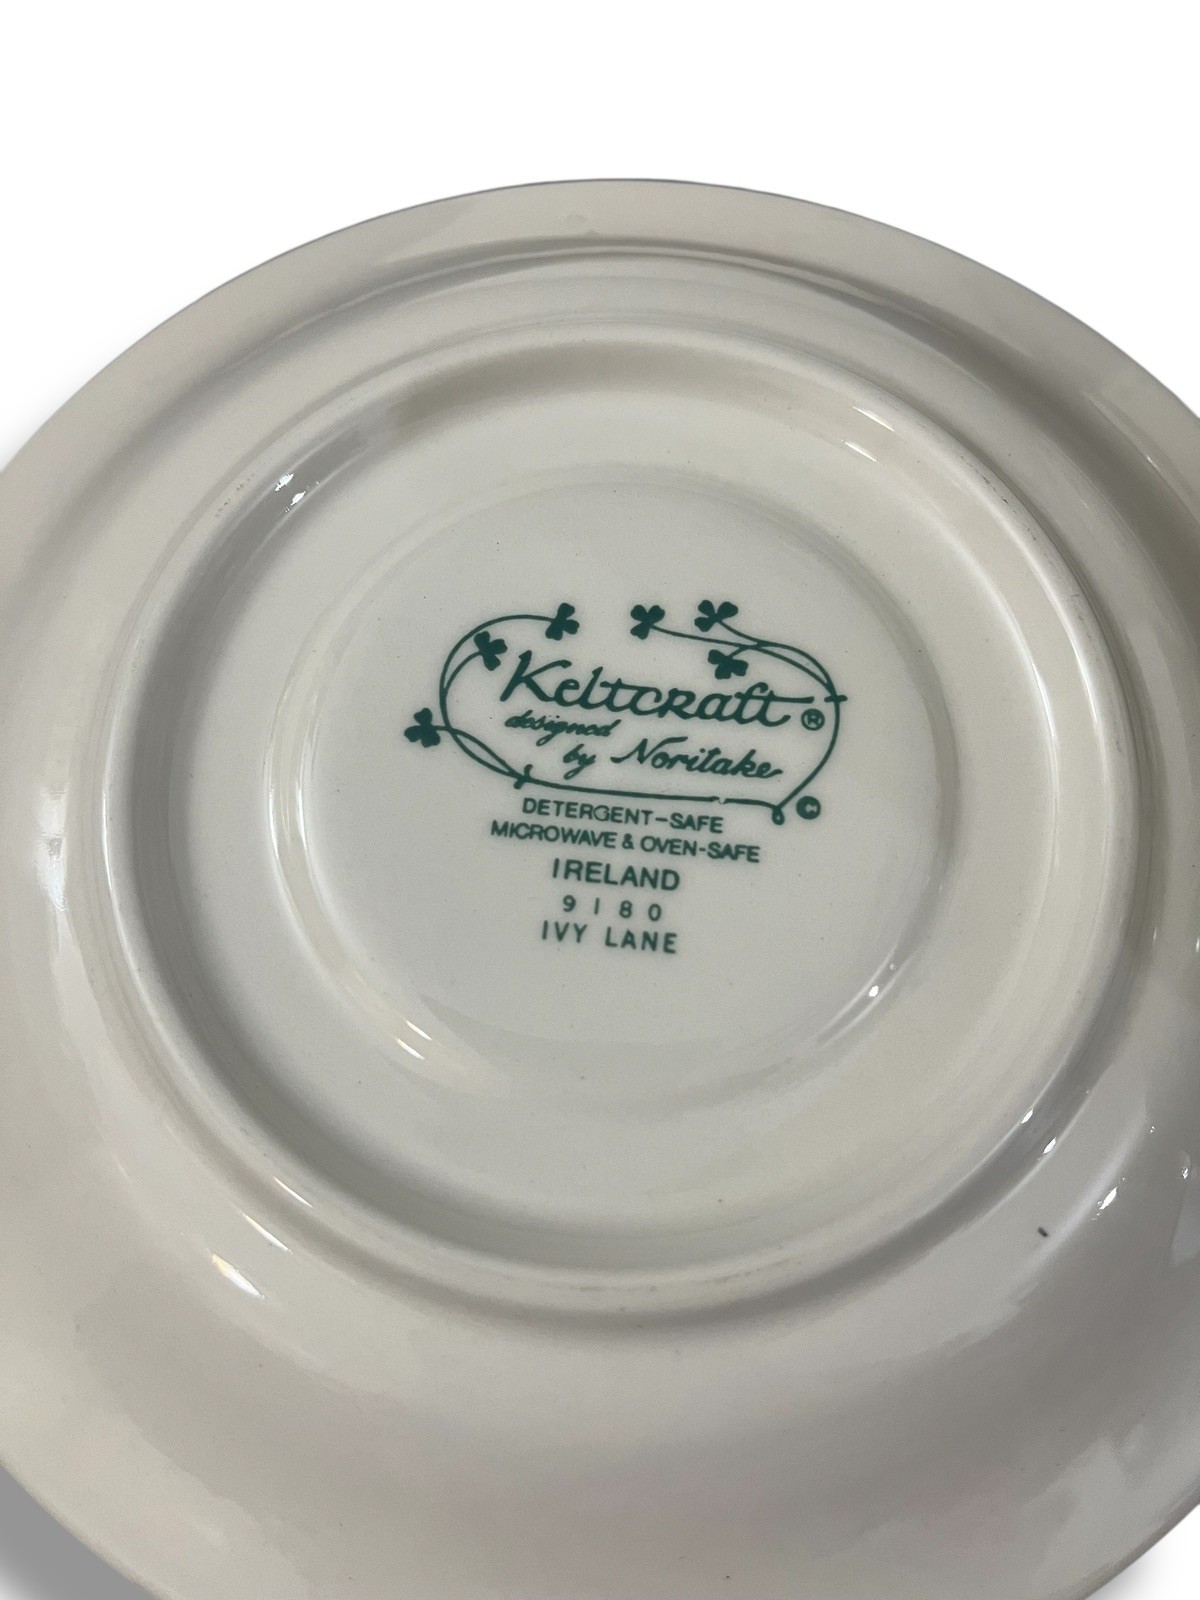 Keltcraft ®
designed
by Noritake
©
DETERGENT-SAFE
MICROWAVE & OVEN-SAFE
IRELAND
9180
IVY LANE